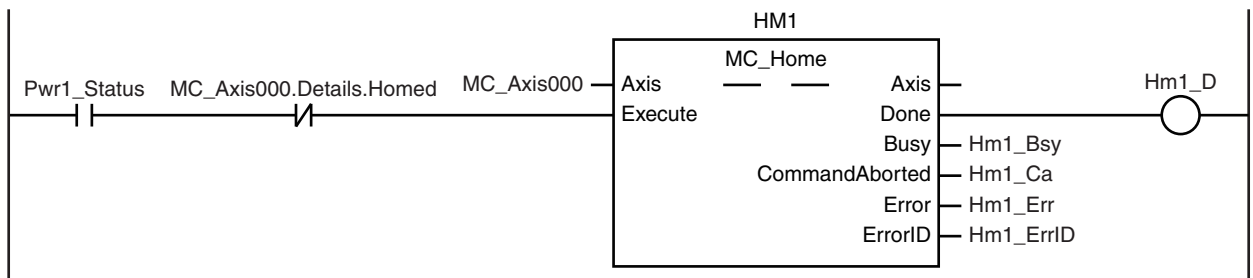 HM1
MC_Home
Pwr1_Status MC_Axis000.Details.Homed MC_Axis000 Axis Axis Hm1_D
Execute Done
Busy Hm1_Bsy
CommandAborted Hm1_Ca
Error Hm1_Err
ErrorID Hm1_ErrID